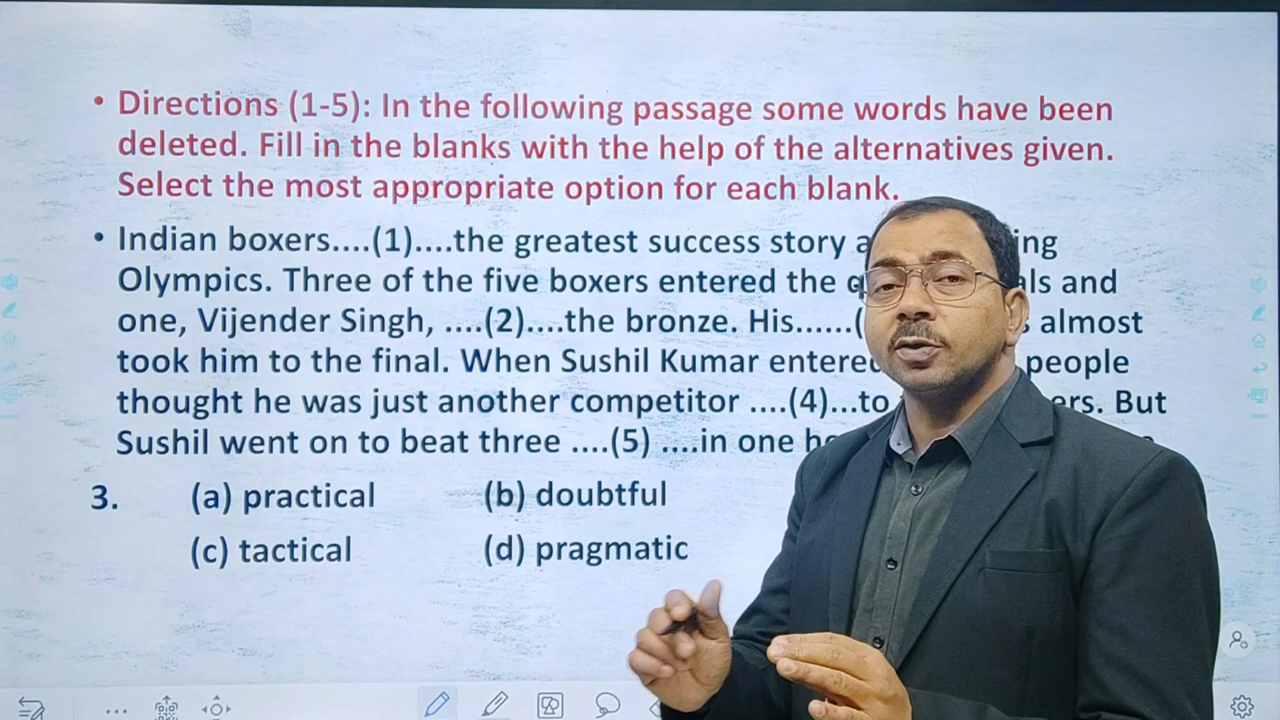 • Directions (1-5): In the following passage some words have been
deleted. Fill in the blanks with the help of the alternatives given.
Select the most appropriate option for each blank.
• Indian boxers....(1)....the greatest success story
Olympics. Three of the five boxers entered the and
one, Vijender Singh, ....(2)....the bronze. His......( almost
took him to the final. When Sushil Kumar entered people
thought he was just another competitor ....(4)...to But
Sushil went on to beat three ....(5) ....in one
3. (a) practical (b) doubtful
(c) tactical (d) pragmatic